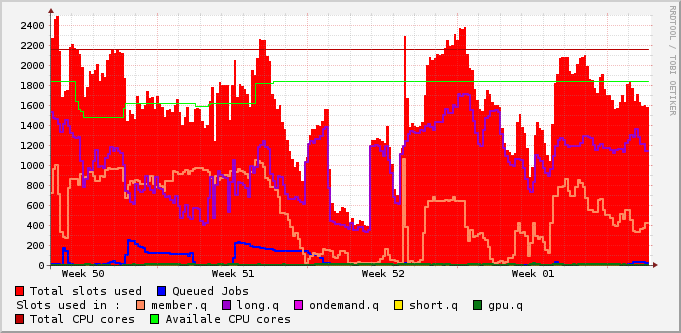 2400
2200
2000
1800
1600
1400
1200
1000
800
600
400
200
0
Week 50 Week 51 Week 52 Week 01
RRDTOOL / TOBI OETIKER
Total slots used Queued Jobs
Slots used in : member.q long.q ondemand.q short.q gpu.q
Total CPU cores Availale CPU cores